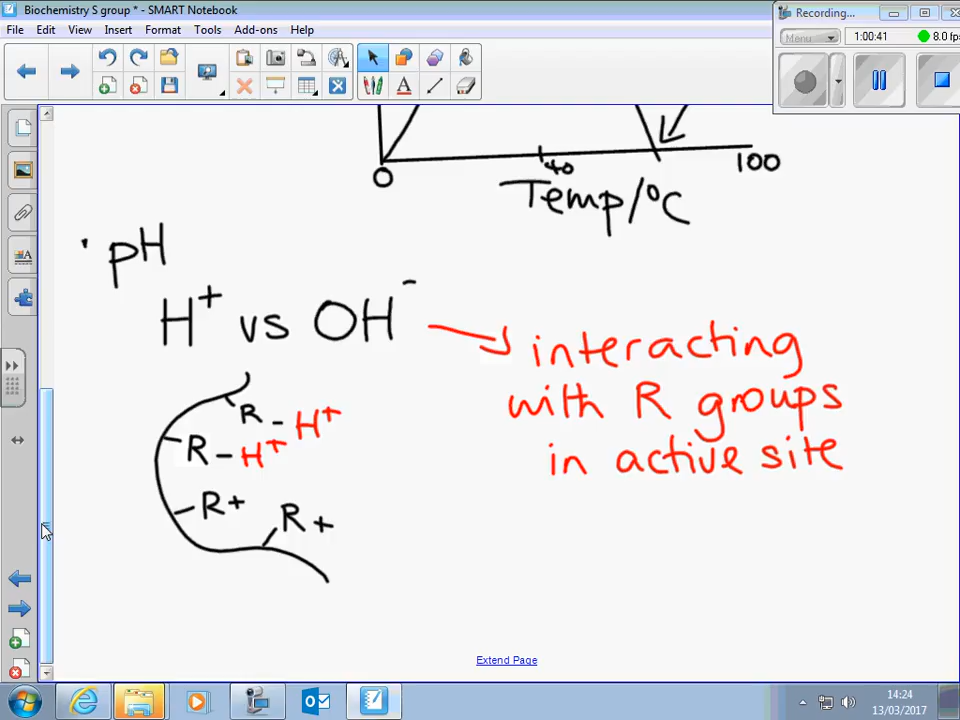 Biochemistry S group * - SMART Notebook
File Edit View Insert Format Tools Add-ons Help
Recording...
Menu 1:00:41 8.0 fp
0 40 100
Temp/°C
• pH
H+ vs OH-
interacting
with R groups
in active site
R - H+
R - H+
R+
R+
Extend Page
14:24
13/03/2017